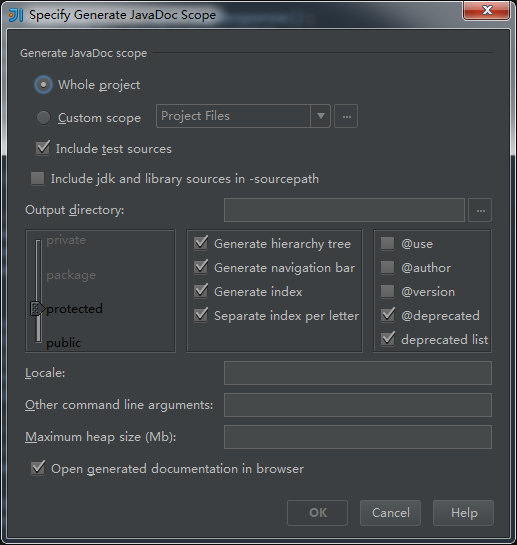 Specify Generate JavaDoc Scope
Generate JavaDoc scope
Whole project
Custom scope
Project Files
...
Include test sources
Include jdk and library sources in -sourcepath
Output directory:
...
private
package
protected
public
Generate hierarchy tree
Generate navigation bar
Generate index
Separate index per letter
@use
@author
@version
@deprecated
deprecated list
Locale:
Other command line arguments:
Maximum heap size (Mb):
Open generated documentation in browser
OK
Cancel
Help